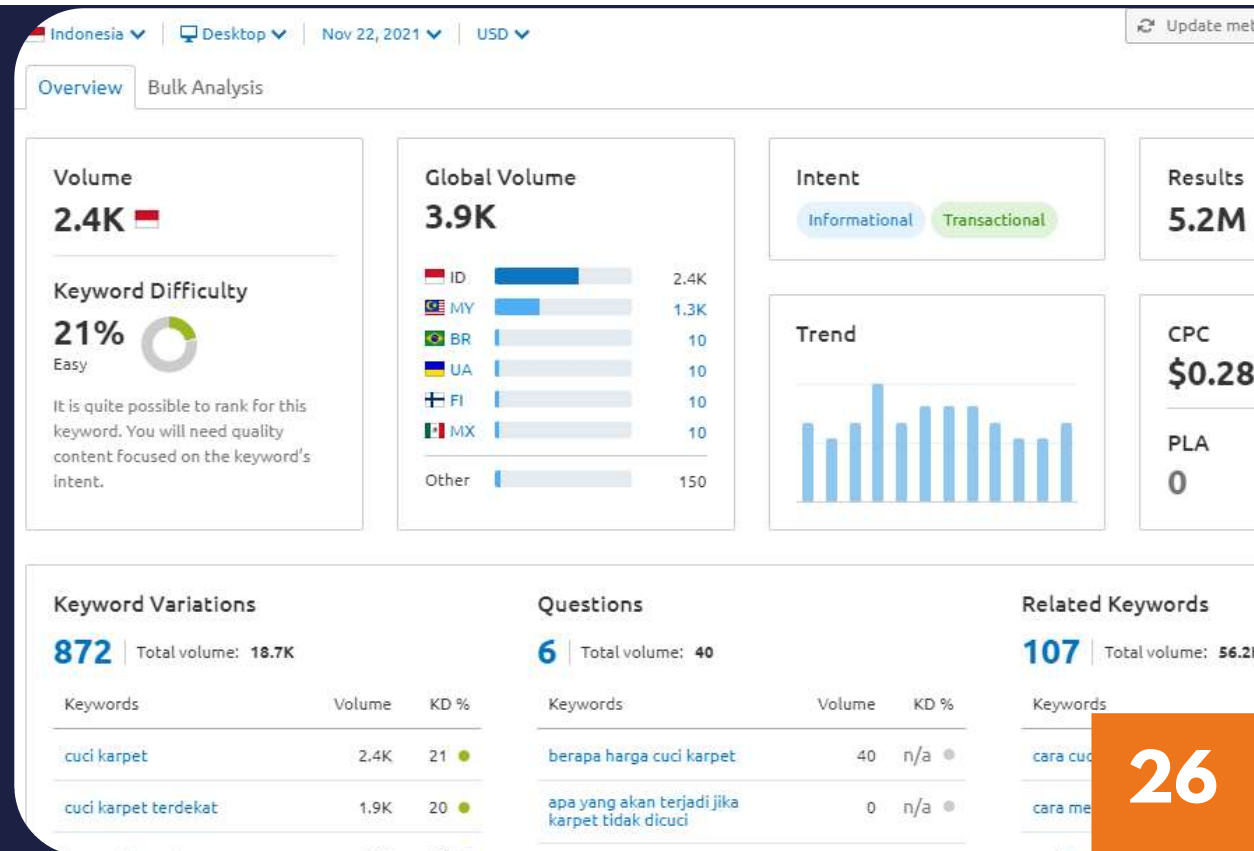 Indonesia Desktop Nov 22, 2021 USD
Update met
Overview Bulk Analysis
Volume
2.4K
Keyword Difficulty
21%
Easy
It is quite possible to rank for this
keyword. You will need quality
content focused on the keyword's
intent.
Global Volume
3.9K
ID 2.4K
MY 1.3K
BR 10
UA 10
FI 10
MX 10
Other 150
Intent
Informational Transactional
Results
5.2M
Trend
CPC
$0.28
PLA
0
Keyword Variations
872 Total volume: 18.7K
Keywords Volume KD %
cuci karpet 2.4K 21
cuci karpet terdekat 1.9K 20
Questions
6 Total volume: 40
Keywords Volume KD %
berapa harga cuci karpet 40 n/a
apa yang akan terjadi jika
karpet tidak dicuci 0 n/a
Related Keywords
107 Total volume: 56.2
Keywords
cara cuc
cara me
26